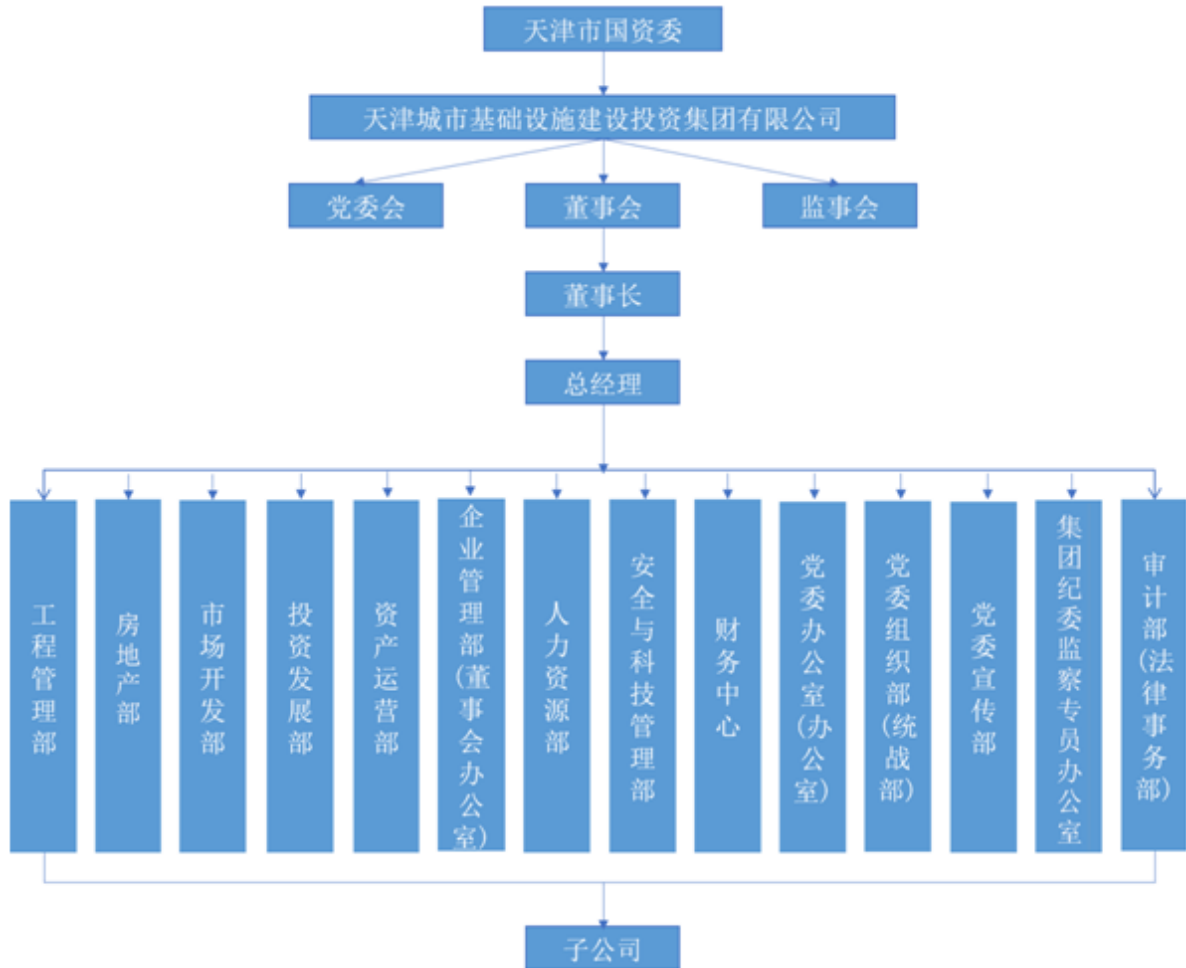 天津市国资委
天津城市基础设施建设投资集团有限公司
党委会
董事会
监事会
董事长
总经理
工程管理部
房地产部
市场开发部
投资发展部
资产运营部
企业管理部(董事会办公室)
人力资源部
安全与科技管理部
财务中心
党委办公室(办公室)
党委组织部(统战部)
党委宣传部
集团纪委监察专员办公室
审计部(法律事务部)
子公司